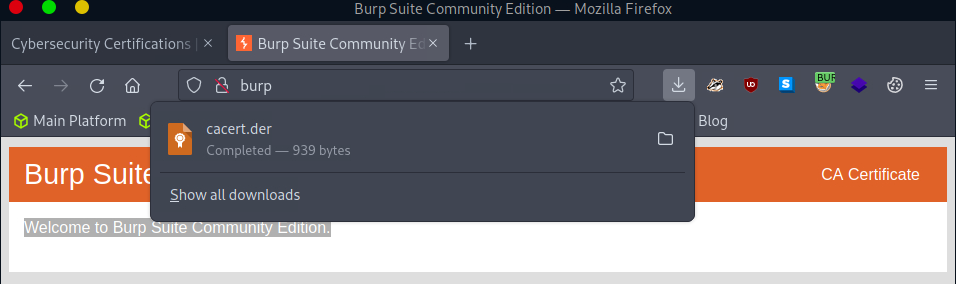 Burp Suite Community Edition — Mozilla Firefox
Cybersecurity Certifications
Burp Suite Community Ed
burp
BUR
cacert.der
Completed — 939 bytes
Show all downloads
Main Platform
Blog
Burp Suite
CA Certificate
Welcome to Burp Suite Community Edition.